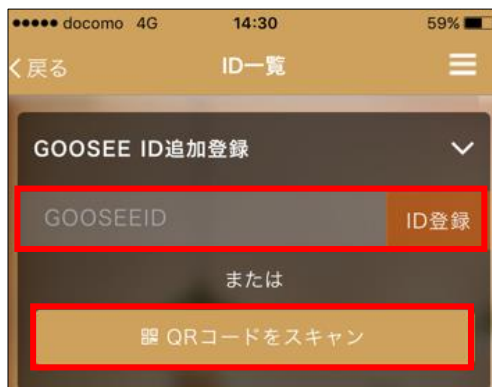 docomo 4G 14:30 59%
戻る ID一覧
GOOSEE ID追加登録
GOOSEEID ID登録
または
QRコードをスキャン